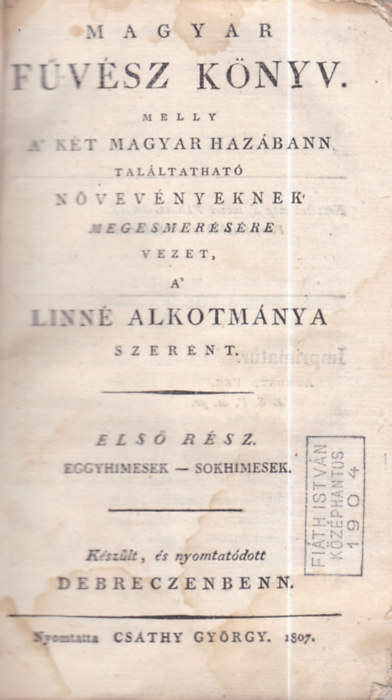 MAGYAR
FŰVÉSZ KÖNYV.
MELLY
A' KÉT MAGYAR HAZÁBANN
TALÁLTATHATÓ
NÖVEVÉNYEKNEK
MEGESMERÉSÉRE
VEZET,
A'
LINNÉ ALKOTMÁNYA
SZERENT.
ELSŐ RÉSZ.
EGGYHIMESEK — SOKHIMESEK.
FIÁTH ISTVÁN
KÖZÉPHANTOS
1904
Készült, és nyomtatódott
DEBRECZENBENN.
Nyomtatta CSÁTHY GYÖRGY. 1807.